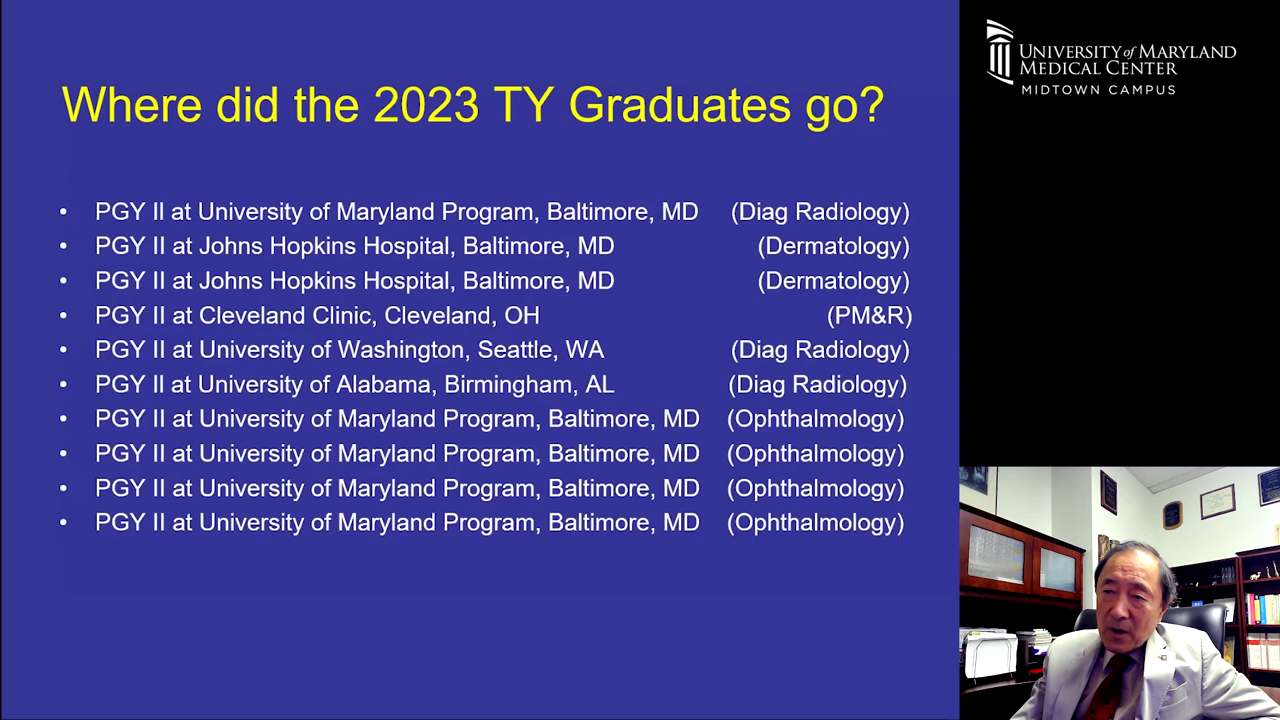 Where did the 2023 TY Graduates go?
• PGY II at University of Maryland Program, Baltimore, MD (Diag Radiology)
• PGY II at Johns Hopkins Hospital, Baltimore, MD (Dermatology)
• PGY II at Johns Hopkins Hospital, Baltimore, MD (Dermatology)
• PGY II at Cleveland Clinic, Cleveland, OH (PM&R)
• PGY II at University of Washington, Seattle, WA (Diag Radiology)
• PGY II at University of Alabama, Birmingham, AL (Diag Radiology)
• PGY II at University of Maryland Program, Baltimore, MD (Ophthalmology)
• PGY II at University of Maryland Program, Baltimore, MD (Ophthalmology)
• PGY II at University of Maryland Program, Baltimore, MD (Ophthalmology)
• PGY II at University of Maryland Program, Baltimore, MD (Ophthalmology)
UNIVERSITY of MARYLAND
MEDICAL CENTER
MIDTOWN CAMPUS